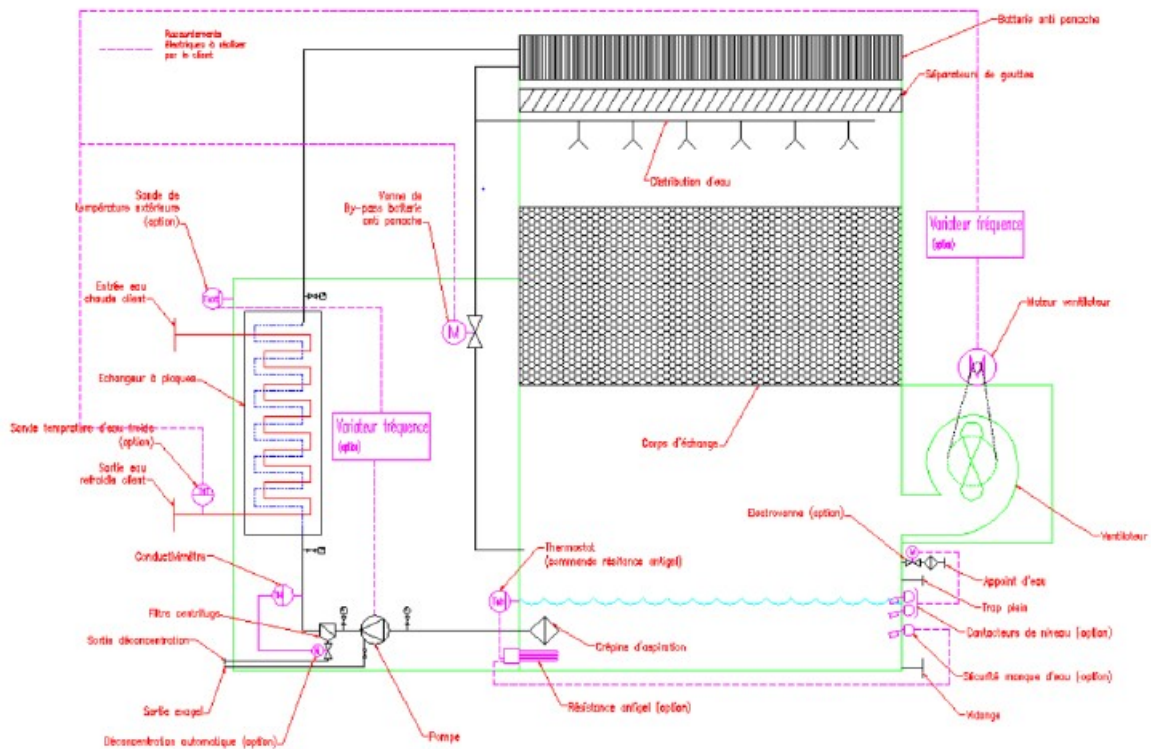 Raccordements
électriques à réaliser
par le client
Batterie anti panache
Séparateurs de gouttes
Distribution d'eau
Sonde de
température extérieure
(option)
Vanne de
By-pass batterie
anti panache
Variateur fréquence
(option)
Entrée eau
chaude client
Moteur ventilateur
M
Echangeur à plaques
Variateur fréquence
(option)
Corps d'échange
Sonde temprature d'eau froide
(option)
Sortie eau
refroidie client
Electrovanne (option)
Ventilateur
Conductivimètre
Thermostat
(commande résitance antigel)
M
Appoint d'eau
Trop plein
Filtre centrifuge
Contacteurs de niveau (option)
Sortie déconcentration
Crépine d'aspiration
Sécurité manque d'eau (option)
Sortie exogel
Résistance antigel (option)
Vidange
Déconcentration automatique (option)
Pompe